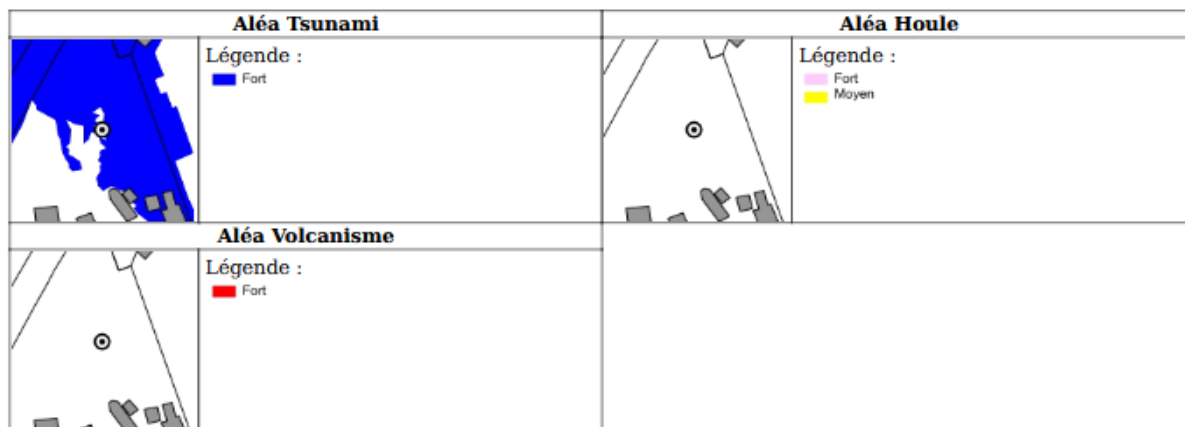 Aléa Tsunami
Légende :
Fort
Aléa Houle
Légende :
Fort
Moyen
Aléa Volcanisme
Légende :
Fort